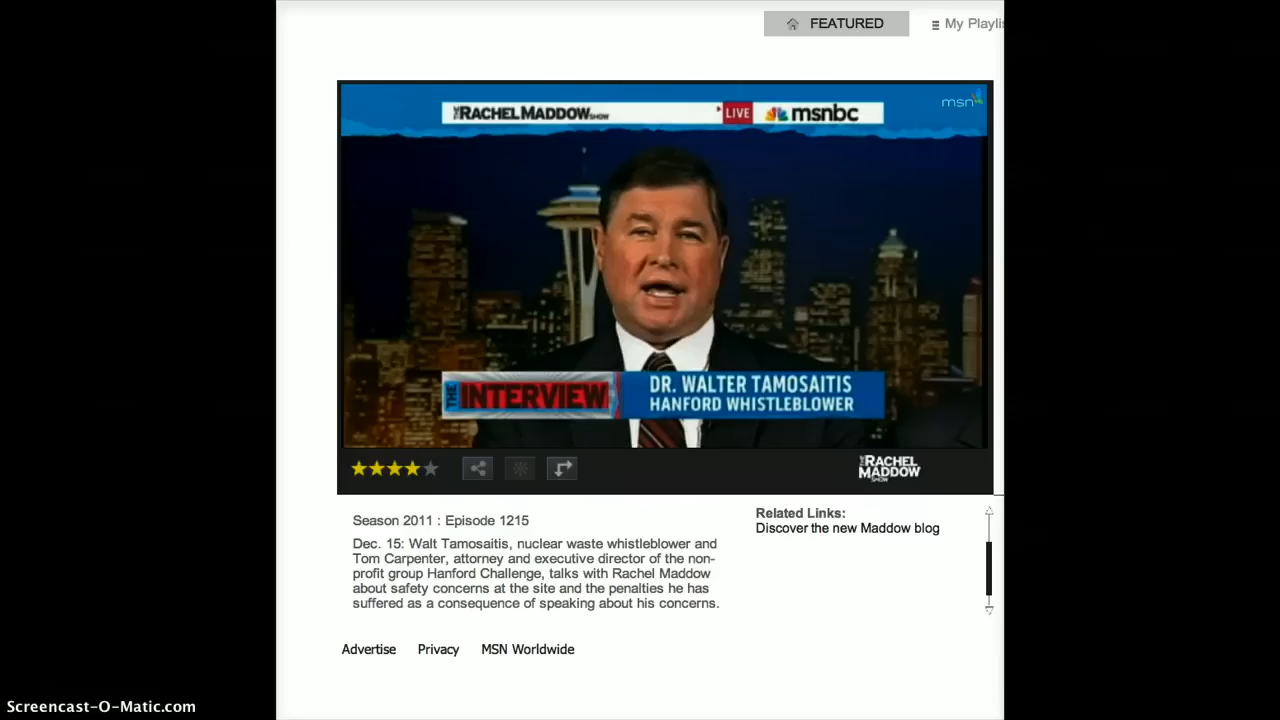 FEATURED
My Playli
msn
THE RACHEL MADDOW SHOW
LIVE
msnbc
THE INTERVIEW
DR. WALTER TAMOSAITIS
HANFORD WHISTLEBLOWER
THE RACHEL MADDOW SHOW
Season 2011 : Episode 1215
Dec. 15: Walt Tamosaitis, nuclear waste whistleblower and
Tom Carpenter, attorney and executive director of the non-
profit group Hanford Challenge, talks with Rachel Maddow
about safety concerns at the site and the penalties he has
suffered as a consequence of speaking about his concerns.
Related Links:
Discover the new Maddow blog
Advertise
Privacy
MSN Worldwide
Screencast-O-Matic.com